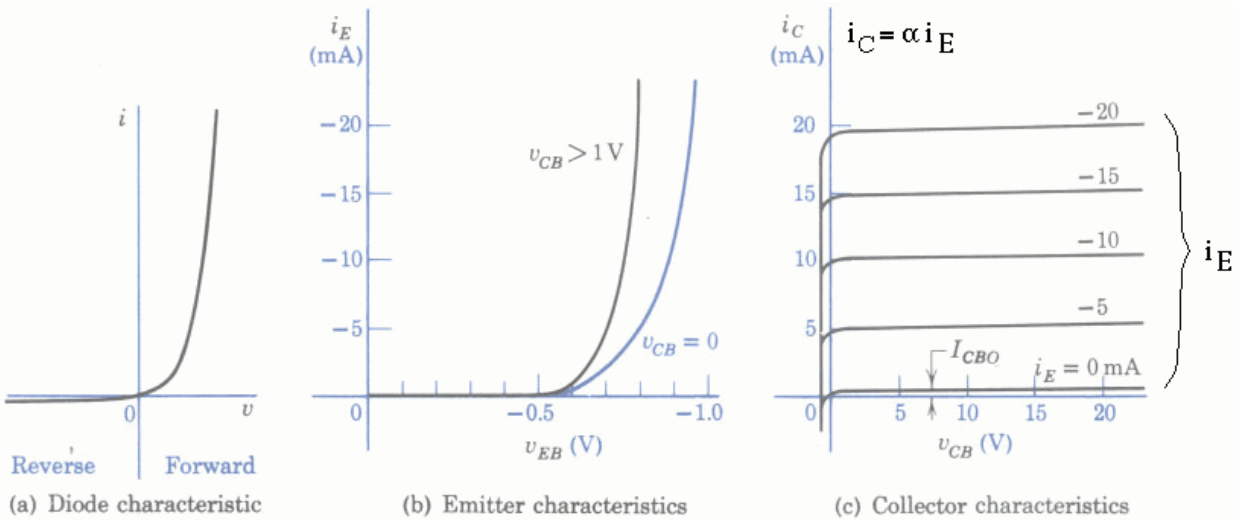 i
0
v
Reverse
Forward
(a) Diode characteristic
i_E
(mA)
−20
−15
−10
−5
0
−0.5
−1.0
v_CB > 1 V
v_CB = 0
v_EB (V)
(b) Emitter characteristics
i_C
(mA)
i_C = α i_E
20
15
10
5
0
−20
−15
−10
−5
i_E = 0 mA
I_CBO
i_E
5
10
15
20
v_CB (V)
(c) Collector characteristics